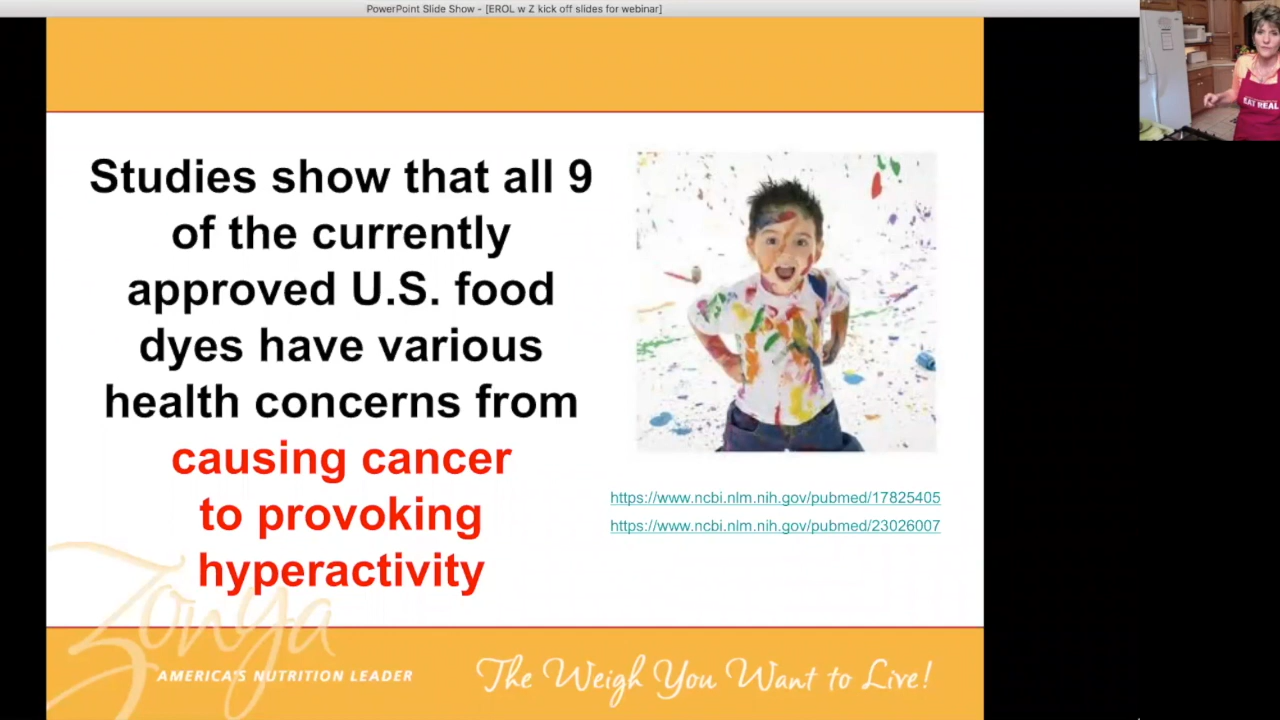 PowerPoint Slide Show - [EROL w Z kick off slides for webinar]
EAT REAL
Studies show that all 9
of the currently
approved U.S. food
dyes have various
health concerns from
causing cancer
to provoking
hyperactivity
https://www.ncbi.nlm.nih.gov/pubmed/17825405
https://www.ncbi.nlm.nih.gov/pubmed/23026007
Zonya
AMERICA'S NUTRITION LEADER
The Weigh You Want to Live!